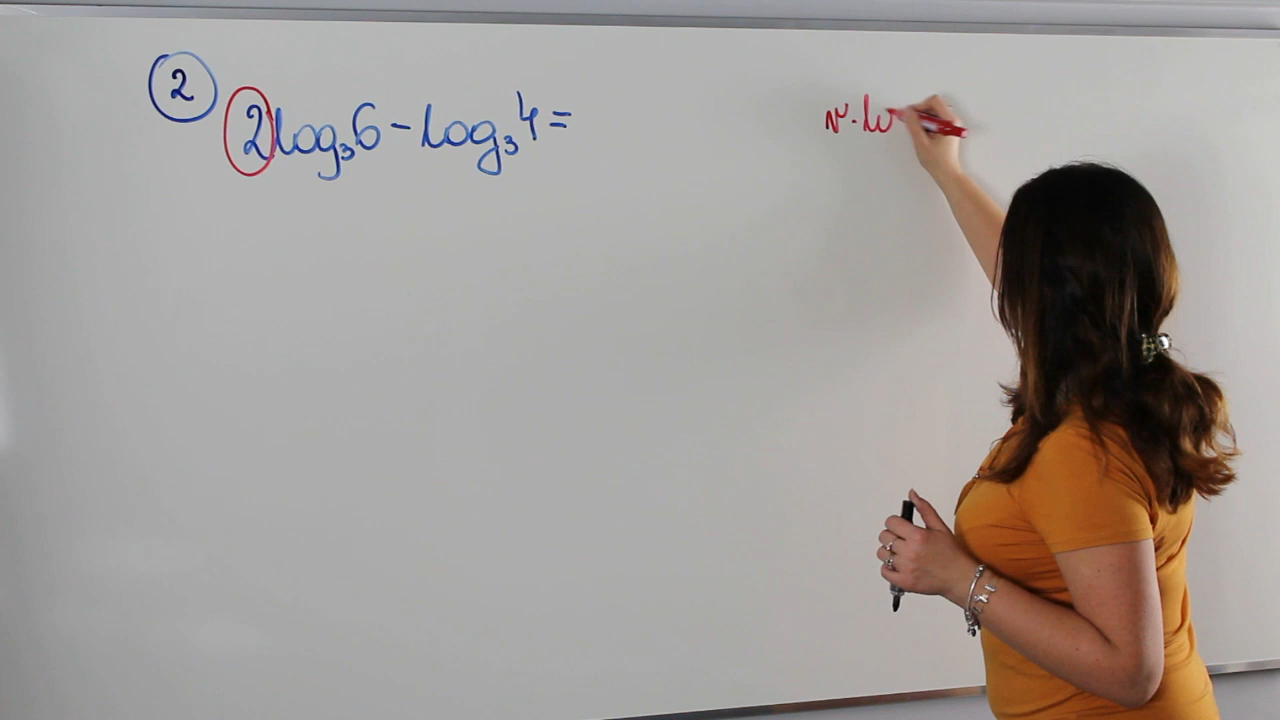 ② 2log₃6 - log₃4 =
r · lo